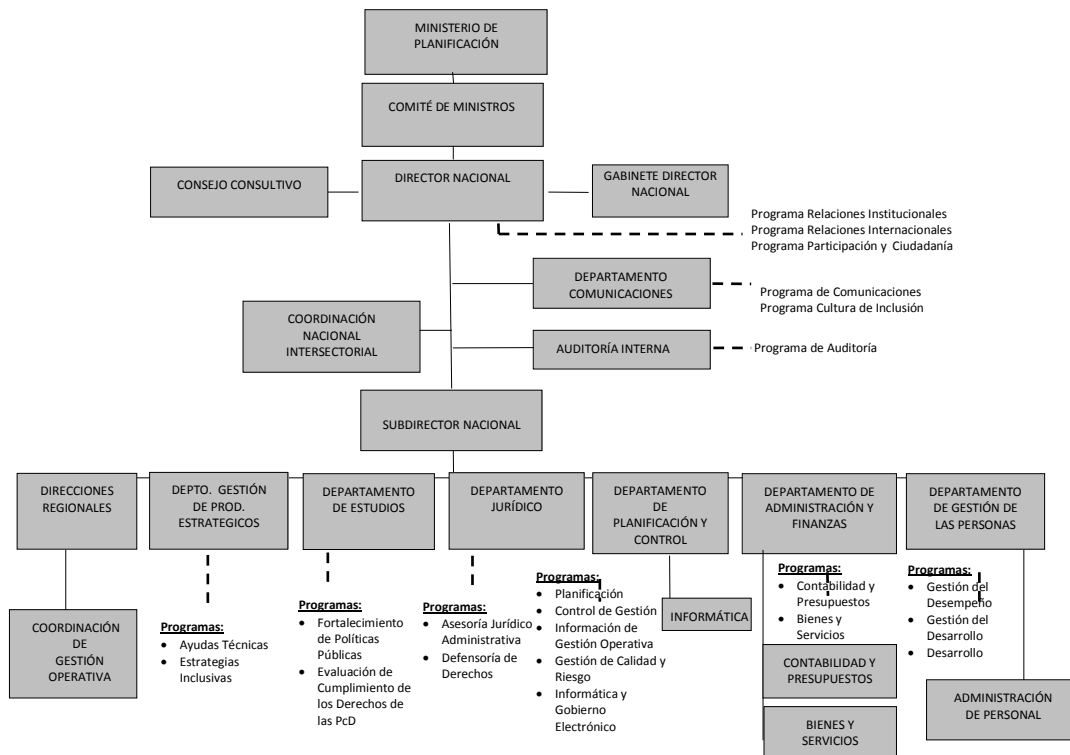 MINISTERIO DE
PLANIFICACIÓN
COMITÉ DE MINISTROS
CONSEJO CONSULTIVO
DIRECTOR NACIONAL
GABINETE DIRECTOR
NACIONAL
Programa Relaciones Institucionales
Programa Relaciones Internacionales
Programa Participación y Ciudadanía
DEPARTAMENTO
COMUNICACIONES
Programa de Comunicaciones
Programa Cultura de Inclusión
COORDINACIÓN
NACIONAL
INTERSECTORIAL
AUDITORÍA INTERNA
Programa de Auditoría
SUBDIRECTOR NACIONAL
DIRECCIONES
REGIONALES
DEPTO. GESTIÓN
DE PROD.
ESTRATEGICOS
DEPARTAMENTO
DE ESTUDIOS
DEPARTAMENTO
JURÍDICO
DEPARTAMENTO
DE
PLANIFICACIÓN Y
CONTROL
DEPARTAMENTO DE
ADMINISTRACIÓN Y
FINANZAS
DEPARTAMENTO
DE GESTIÓN DE
LAS PERSONAS
COORDINACIÓN
DE
GESTIÓN
OPERATIVA
Programas:
• Ayudas Técnicas
• Estrategias
Inclusivas
Programas:
• Fortalecimiento
de Políticas
Públicas
• Evaluación de
Cumplimiento de
los Derechos de
las PcD
Programas:
• Asesoría Jurídico
Administrativa
• Defensoría de
Derechos
Programas:
• Planificación
• Control de Gestión
• Información de
Gestión Operativa
• Gestión de Calidad y
Riesgo
• Informática y
Gobierno
Electrónico
INFORMÁTICA
Programas:
• Contabilidad y
Presupuestos
• Bienes y
Servicios
CONTABILIDAD Y
PRESUPUESTOS
BIENES Y
SERVICIOS
Programas:
• Gestión del
Desempeño
• Gestión del
Desarrollo
• Desarrollo
ADMINISTRACIÓN
DE PERSONAL